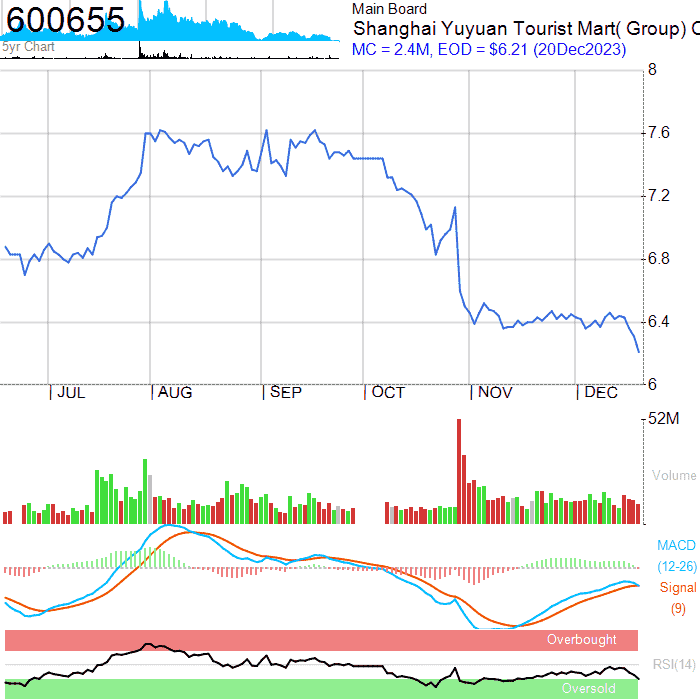 600655
5yr Chart
Main Board
Shanghai Yuyuan Tourist Mart( Group) C
MC = 2.4M, EOD = $6.21 (20Dec2023)
8
7.6
7.2
6.8
6.4
6
JUL
AUG
SEP
OCT
NOV
DEC
52M
Volume
MACD
(12-26)
Signal
(9)
Overbought
RSI(14)
Oversold